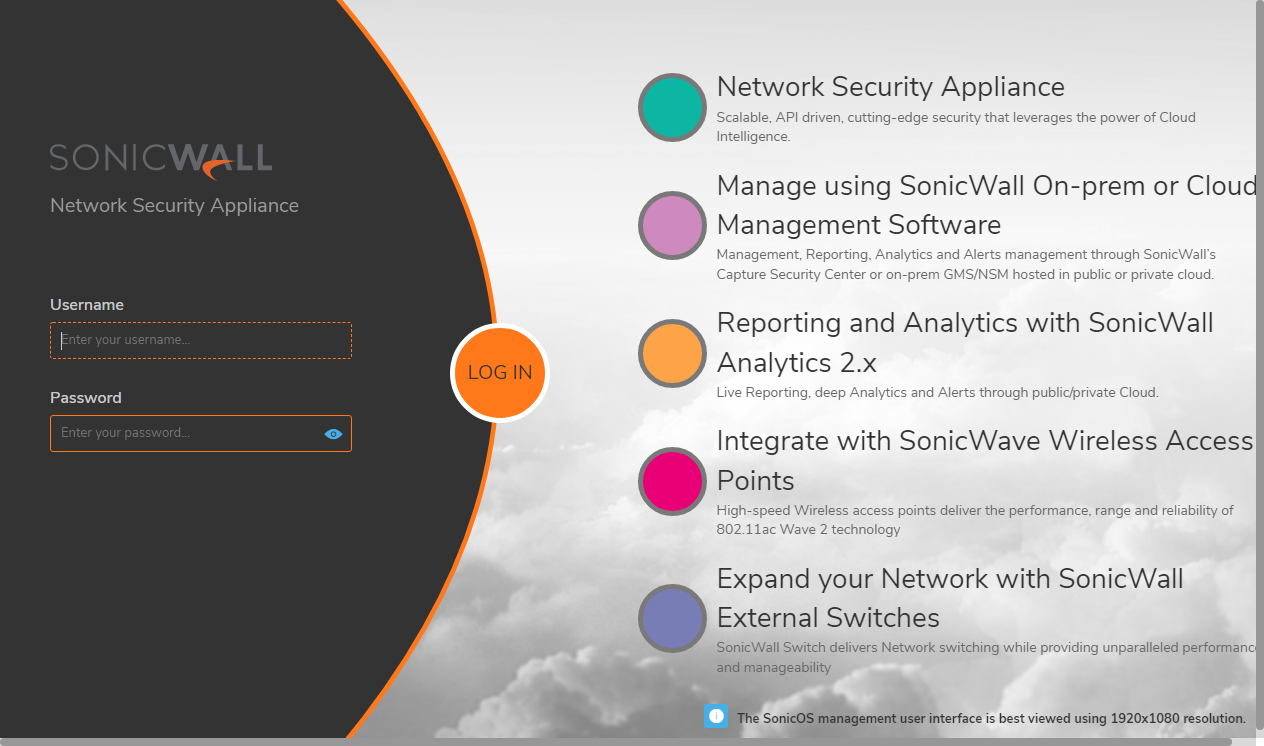 SONICWALL
Network Security Appliance
Username
Enter your username...
Password
Enter your password...
LOG IN
Network Security Appliance
Scalable, API driven, cutting-edge security that leverages the power of Cloud
Intelligence.
Manage using SonicWall On-prem or Cloud
Management Software
Management, Reporting, Analytics and Alerts management through SonicWall's
Capture Security Center or on-prem GMS/NSM hosted in public or private cloud.
Reporting and Analytics with SonicWall
Analytics 2.x
Live Reporting, deep Analytics and Alerts through public/private Cloud.
Integrate with SonicWave Wireless Access
Points
High-speed Wireless access points deliver the performance, range and reliability of
802.11ac Wave 2 technology
Expand your Network with SonicWall
External Switches
SonicWall Switch delivers Network switching while providing unparalleled performance
and manageability
The SonicOS management user interface is best viewed using 1920x1080 resolution.